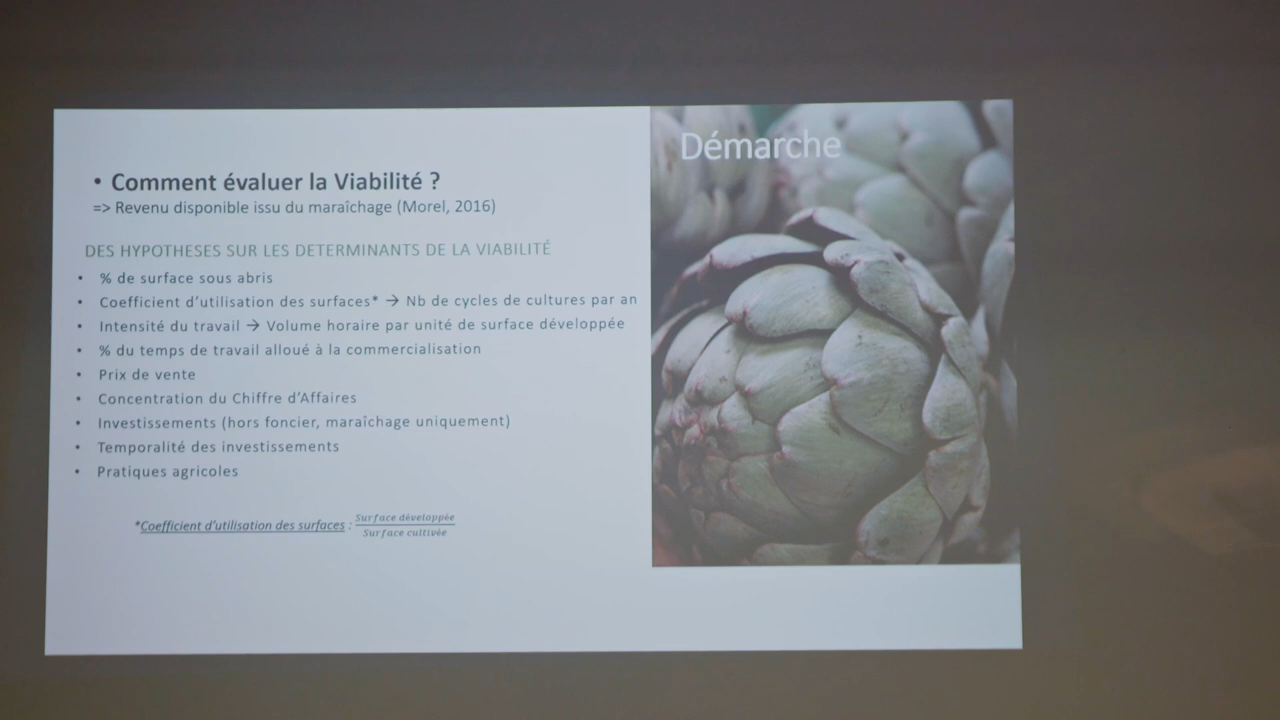 Démarche
• Comment évaluer la Viabilité ?
=> Revenu disponible issu du maraîchage (Morel, 2016)
DES HYPOTHESES SUR LES DETERMINANTS DE LA VIABILITÉ
• % de surface sous abris
• Coefficient d'utilisation des surfaces* → Nb de cycles de cultures par an
• Intensité du travail → Volume horaire par unité de surface développée
• % du temps de travail alloué à la commercialisation
• Prix de vente
• Concentration du Chiffre d'Affaires
• Investissements (hors foncier, maraîchage uniquement)
• Temporalité des investissements
• Pratiques agricoles
*Coefficient d'utilisation des surfaces : Surface développée
Surface cultivée